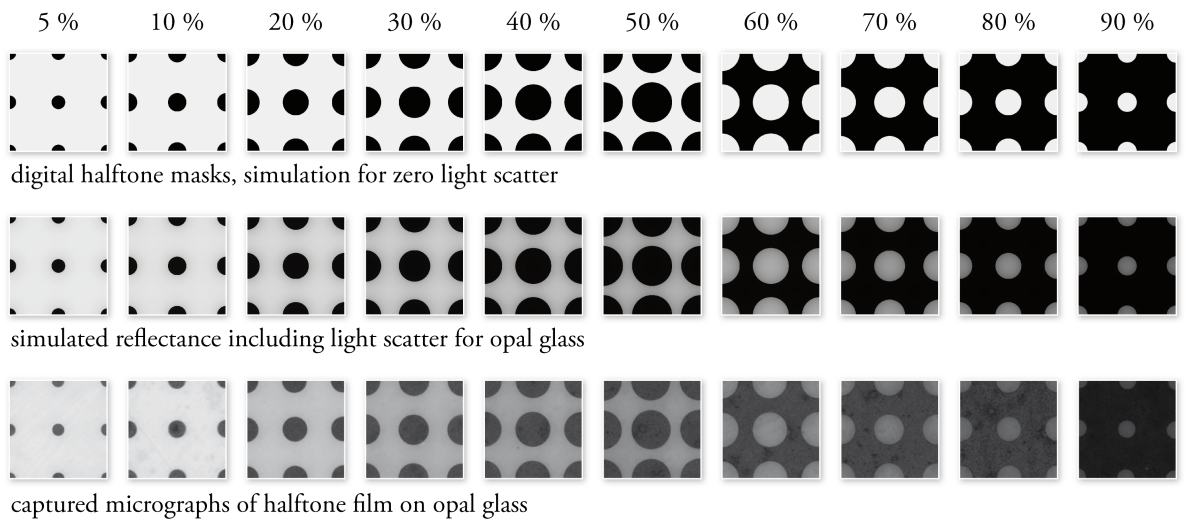 5 % 10 % 20 % 30 % 40 % 50 % 60 % 70 % 80 % 90 %
digital halftone masks, simulation for zero light scatter
simulated reflectance including light scatter for opal glass
captured micrographs of halftone film on opal glass